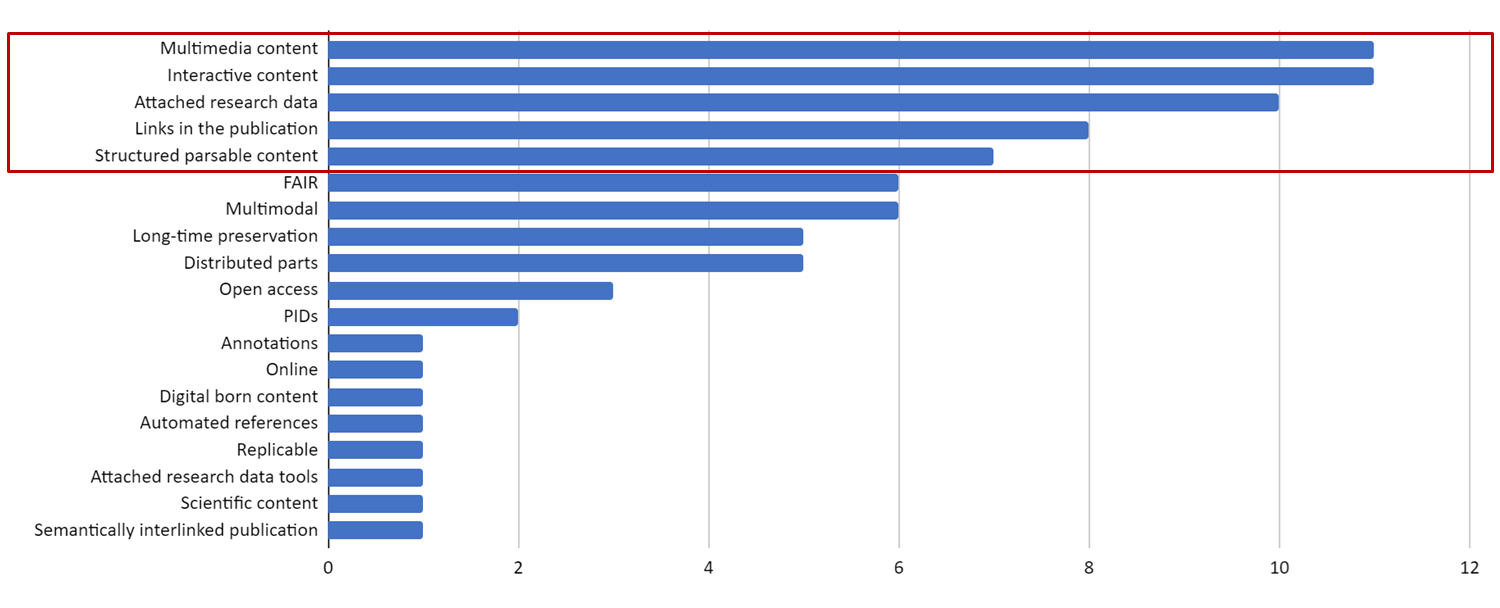 Multimedia content
Interactive content
Attached research data
Links in the publication
Structured parsable content
FAIR
Multimodal
Long-time preservation
Distributed parts
Open access
PIDs
Annotations
Online
Digital born content
Automated references
Replicable
Attached research data tools
Scientific content
Semantically interlinked publication
0 2 4 6 8 10 12